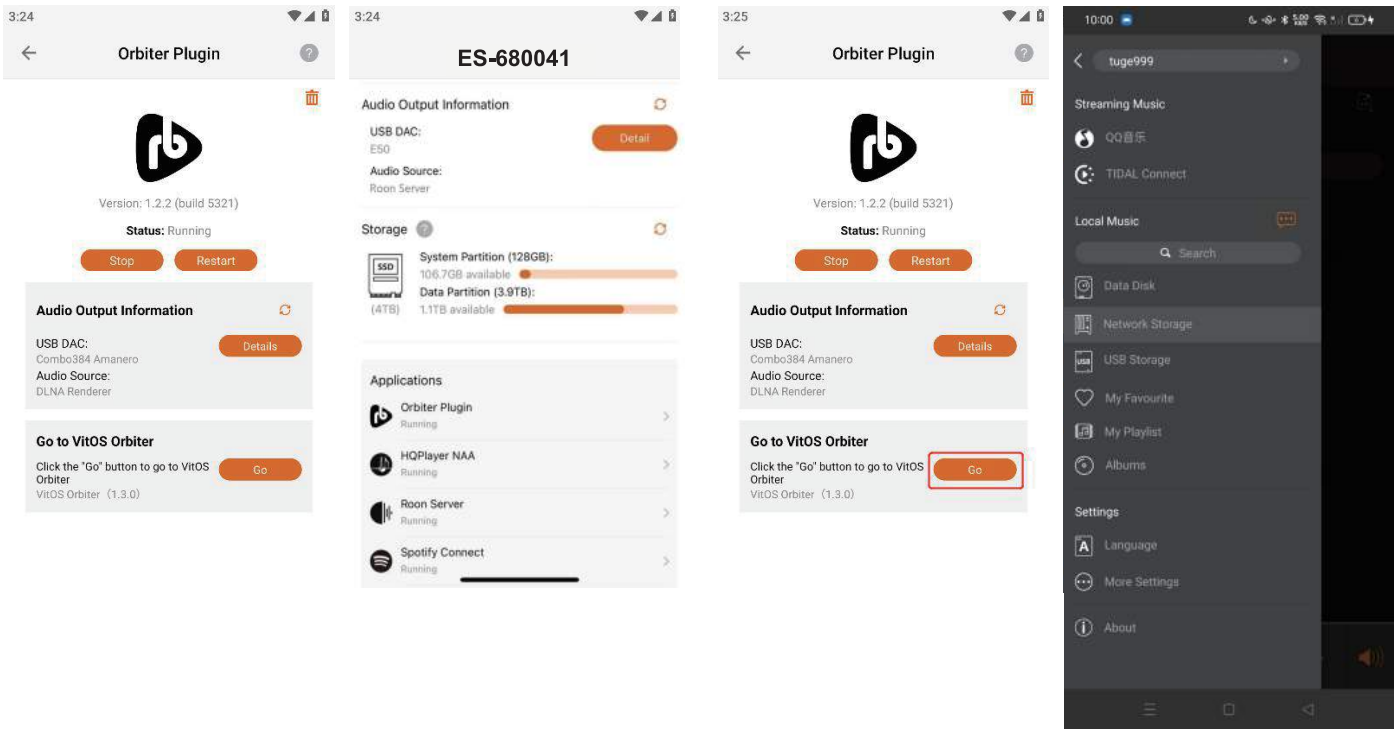 3:24
Orbiter Plugin
?
Version: 1.2.2 (build 5321)
Status: Running
Stop
Restart
Audio Output Information
USB DAC:
Combo384 Amanero
Details
Audio Source:
DLNA Renderer
Go to VitOS Orbiter
Click the "Go" button to go to VitOS
Orbiter
Go
VitOS Orbiter (1.3.0)
3:24
ES-680041
Audio Output Information
USB DAC:
E50
Detail
Audio Source:
Roon Server
Storage ?
SSD
(4TB)
System Partition (128GB):
106.7GB available
Data Partition (3.9TB):
1.1TB available
Applications
Orbiter Plugin
Running
HQPlayer NAA
Running
Roon Server
Running
Spotify Connect
Running
3:25
Orbiter Plugin
?
Version: 1.2.2 (build 5321)
Status: Running
Stop
Restart
Audio Output Information
USB DAC:
Combo384 Amanero
Details
Audio Source:
DLNA Renderer
Go to VitOS Orbiter
Click the "Go" button to go to VitOS
Orbiter
Go
VitOS Orbiter (1.3.0)
10:00
5.00
KB/S
tuge999
Streaming Music
QQ音乐
TIDAL Connect
Local Music
Search
Data Disk
Network Storage
USB
USB Storage
My Favourite
My Playlist
Albums
Settings
A
Language
More Settings
About